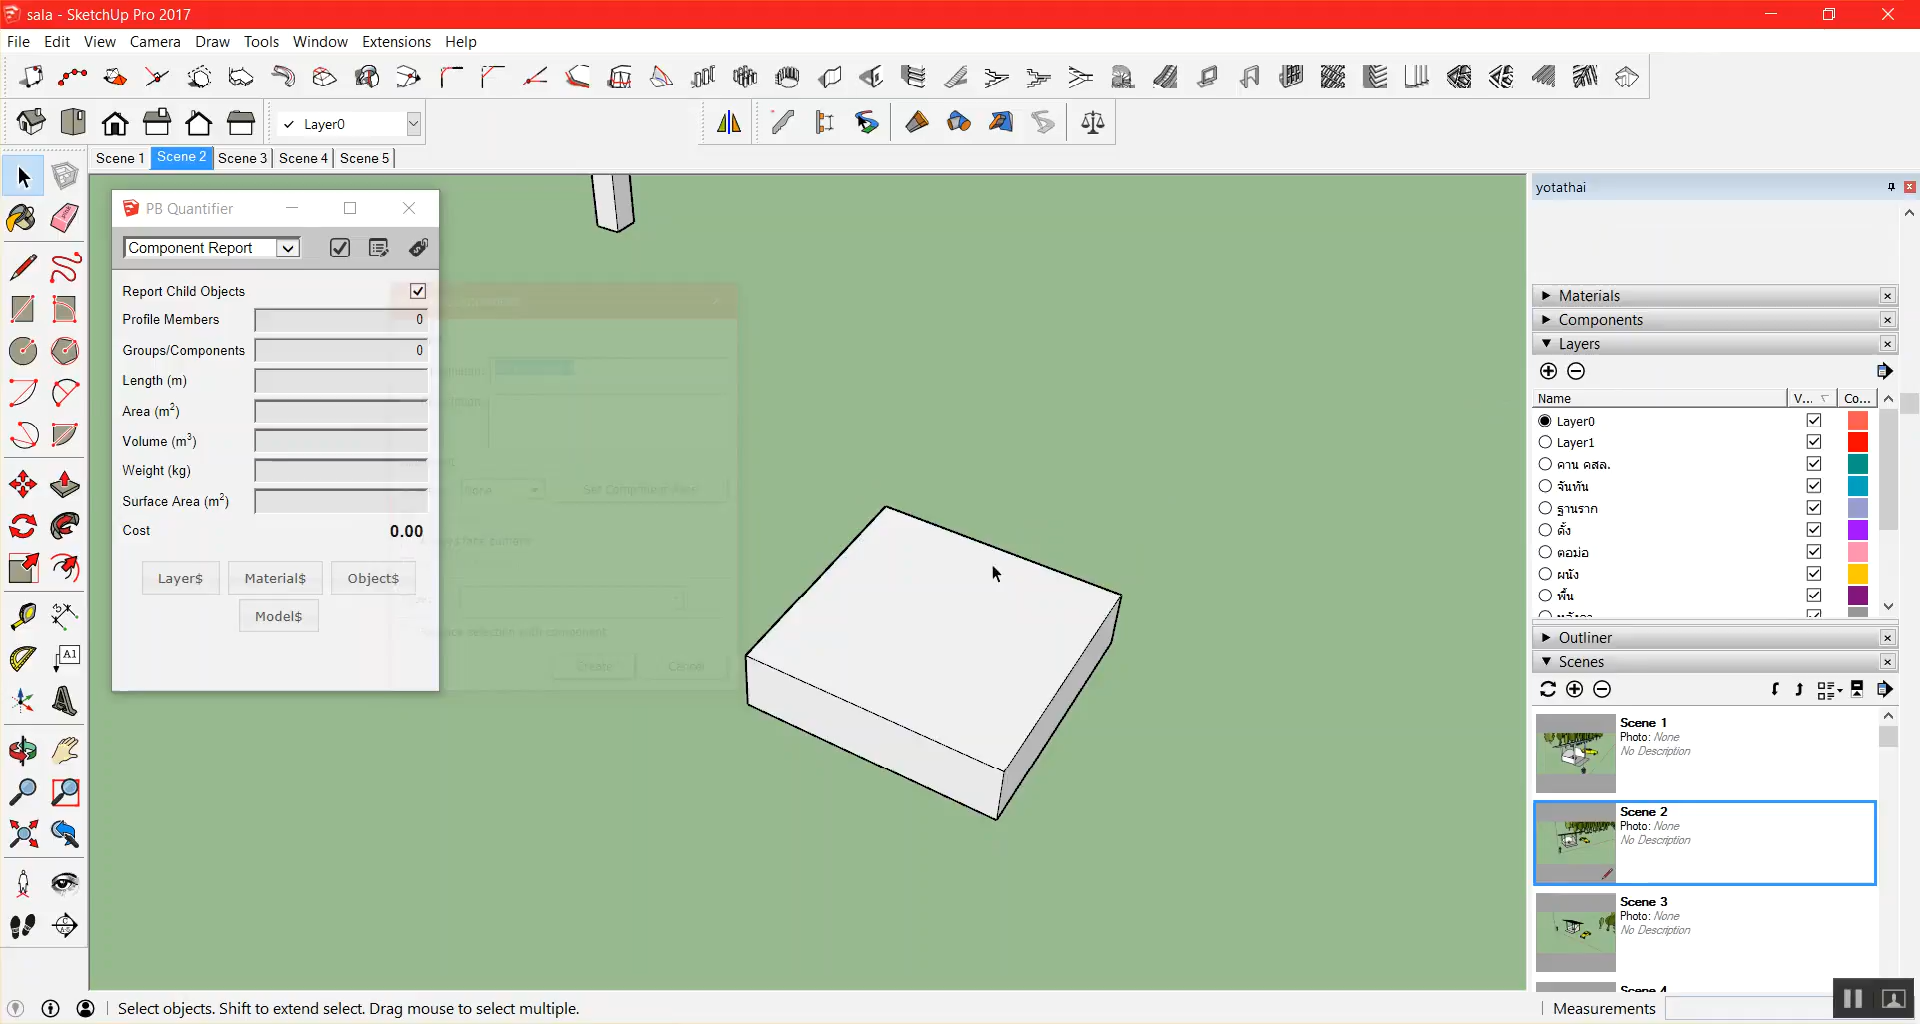 sala - SketchUp Pro 2017
File Edit View Camera Draw Tools Window Extensions Help
Layer0
Scene 1 Scene 2 Scene 3 Scene 4 Scene 5
PB Quantifier
Component Report
Report Child Objects
Profile Members 0
Groups/Components 0
Length (m)
Area (m²)
Volume (m³)
Weight (kg)
Surface Area (m²)
Cost 0.00
Layer$ Material$ Object$
Model$
Create Cancel
yotathai
Materials
Components
Layers
Name V... Co...
Layer0
Layer1
คาน คสล.
จันทัน
ฐานราก
ดั้ง
ตอม่อ
ผนัง
พื้น
Outliner
Scenes
Scene 1
Photo: None
No Description
Scene 2
Photo: None
No Description
Scene 3
Photo: None
No Description
Scene 4
A1
Select objects. Shift to extend select. Drag mouse to select multiple.
Measurements